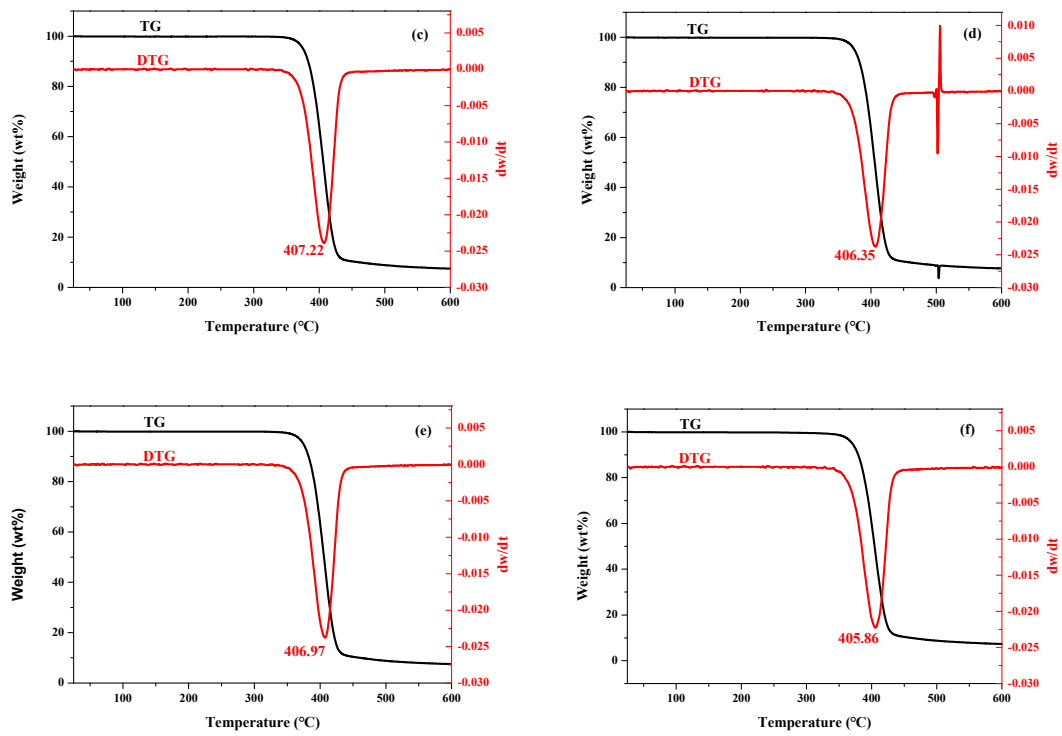 TG
(c)
DTG
407.22
100
80
60
40
20
0
Weight (wt%)
0.005
0.000
-0.005
-0.010
-0.015
-0.020
-0.025
-0.030
dw/dt
100 200 300 400 500 600
Temperature (℃)
TG
(d)
DTG
406.35
100
80
60
40
20
0
Weight (wt%)
0.010
0.005
0.000
-0.005
-0.010
-0.015
-0.020
-0.025
-0.030
dw/dt
100 200 300 400 500 600
Temperature (℃)
TG
(e)
DTG
406.97
100
80
60
40
20
0
Weight (wt%)
0.005
0.000
-0.005
-0.010
-0.015
-0.020
-0.025
-0.030
dw/dt
100 200 300 400 500 600
Temperature (℃)
TG
(f)
DTG
405.86
100
80
60
40
20
0
Weight (wt%)
0.005
0.000
-0.005
-0.010
-0.015
-0.020
-0.025
-0.030
dw/dt
100 200 300 400 500 600
Temperature (℃)